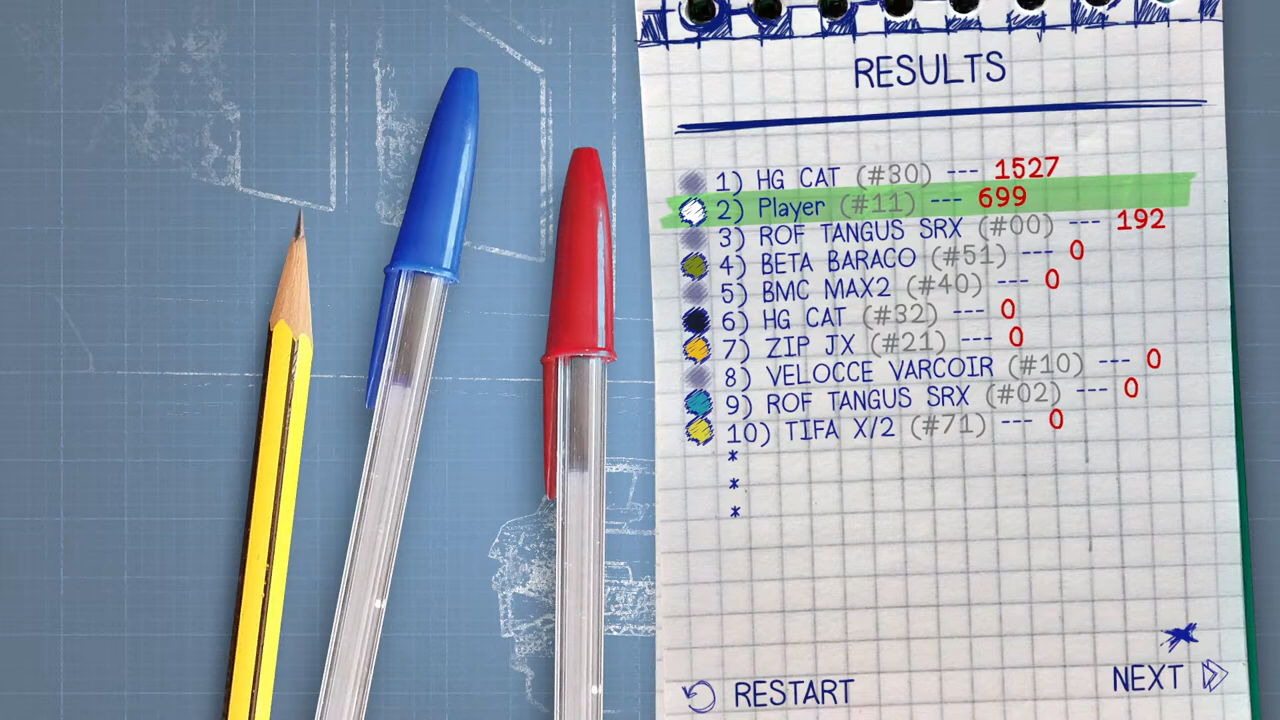 RESULTS
1) HG CAT (#30) --- 1527
2) Player (#11) --- 699
3) ROF TANGUS SRX (#00) --- 192
4) BETA BARACO (#51) --- 0
5) BMC MAX2 (#40) --- 0
6) HG CAT (#32) --- 0
7) ZIP JX (#21) --- 0
8) VELOCCE VARCOIR (#10) --- 0
9) ROF TANGUS SRX (#02) --- 0
10) TIFA X/2 (#71) --- 0
*
*
*
RESTART
NEXT